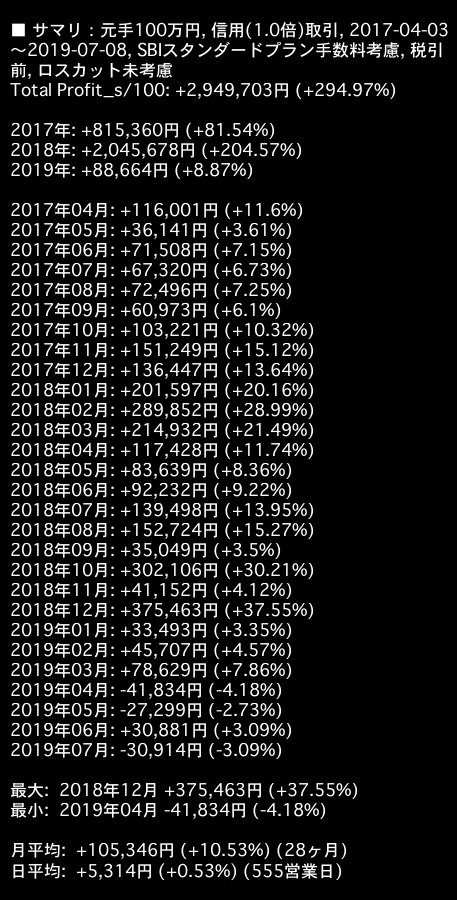 ■ サマリ：元手100万円, 信用(1.0倍)取引, 2017-04-03
〜2019-07-08, SBIスタンダードプラン手数料考慮, 税引
前, ロスカット未考慮
Total Profit_s/100: +2,949,703円 (+294.97%)
2017年: +815,360円 (+81.54%)
2018年: +2,045,678円 (+204.57%)
2019年: +88,664円 (+8.87%)
2017年04月: +116,001円 (+11.6%)
2017年05月: +36,141円 (+3.61%)
2017年06月: +71,508円 (+7.15%)
2017年07月: +67,320円 (+6.73%)
2017年08月: +72,496円 (+7.25%)
2017年09月: +60,973円 (+6.1%)
2017年10月: +103,221円 (+10.32%)
2017年11月: +151,249円 (+15.12%)
2017年12月: +136,447円 (+13.64%)
2018年01月: +201,597円 (+20.16%)
2018年02月: +289,852円 (+28.99%)
2018年03月: +214,932円 (+21.49%)
2018年04月: +117,428円 (+11.74%)
2018年05月: +83,639円 (+8.36%)
2018年06月: +92,232円 (+9.22%)
2018年07月: +139,498円 (+13.95%)
2018年08月: +152,724円 (+15.27%)
2018年09月: +35,049円 (+3.5%)
2018年10月: +302,106円 (+30.21%)
2018年11月: +41,152円 (+4.12%)
2018年12月: +375,463円 (+37.55%)
2019年01月: +33,493円 (+3.35%)
2019年02月: +45,707円 (+4.57%)
2019年03月: +78,629円 (+7.86%)
2019年04月: -41,834円 (-4.18%)
2019年05月: -27,299円 (-2.73%)
2019年06月: +30,881円 (+3.09%)
2019年07月: -30,914円 (-3.09%)
最大: 2018年12月 +375,463円 (+37.55%)
最小: 2019年04月 -41,834円 (-4.18%)
月平均: +105,346円 (+10.53%) (28ヶ月)
日平均: +5,314円 (+0.53%) (555営業日)